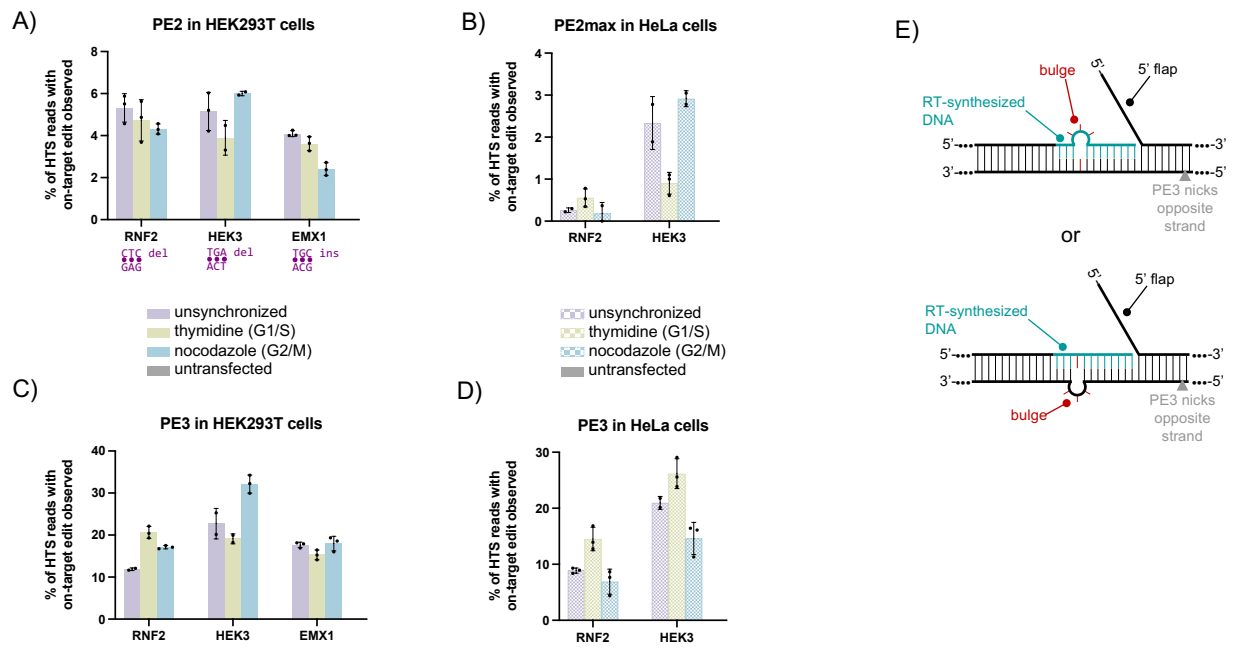 A)
PE2 in HEK293T cells
% of HTS reads with
on-target edit observed
8
6
4
2
0
RNF2
HEK3
EMX1
CTC del
GAG
TGA del
ACT
TGC ins
ACG
unsynchronized
thymidine (G1/S)
nocodazole (G2/M)
untransfected
B)
PE2max in HeLa cells
% of HTS reads with
on-target edit observed
4
3
2
1
0
RNF2
HEK3
unsynchronized
thymidine (G1/S)
nocodazole (G2/M)
untransfected
C)
PE3 in HEK293T cells
% of HTS reads with
on-target edit observed
40
30
20
10
0
RNF2
HEK3
EMX1
D)
PE3 in HeLa cells
% of HTS reads with
on-target edit observed
30
20
10
0
RNF2
HEK3
E)
5'
5' flap
bulge
RT-synthesized
DNA
5'
-3'
3'
-5'
PE3 nicks
opposite
strand
or
5'
5' flap
RT-synthesized
DNA
5'
-3'
3'
-5'
bulge
PE3 nicks
opposite
strand